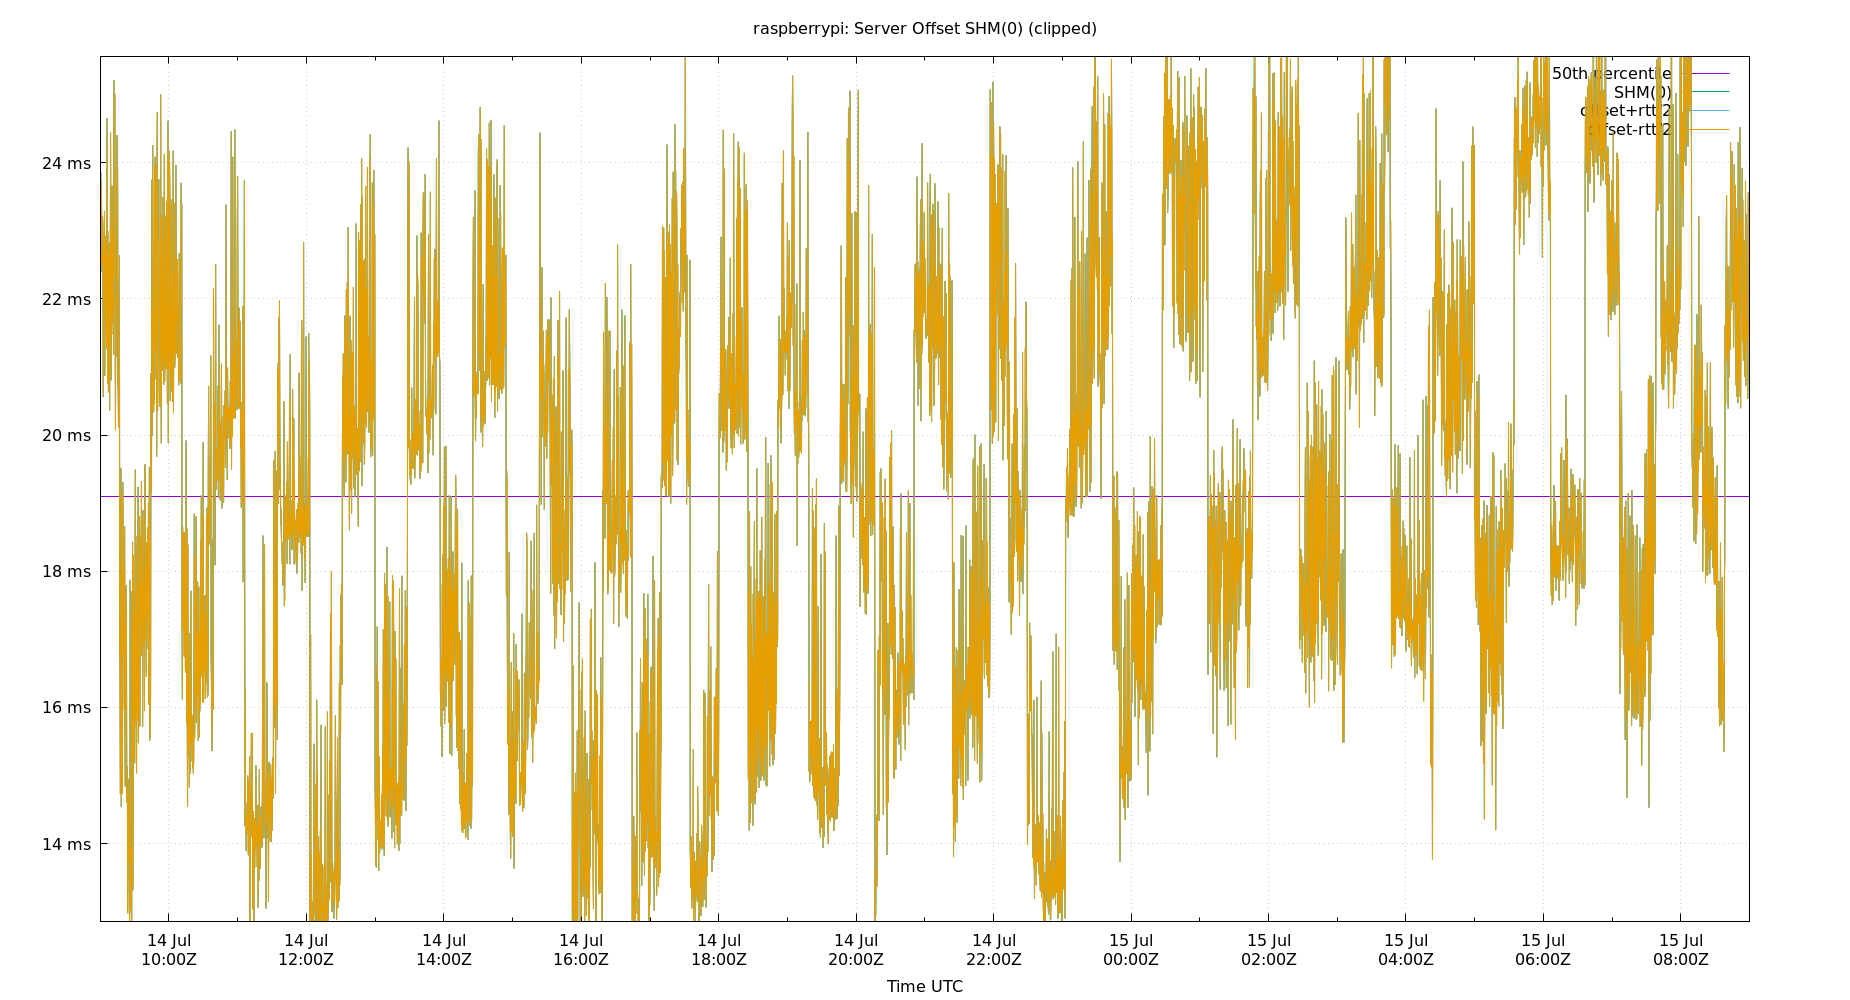 raspberrypi: Server Offset SHM(0) (clipped)
50th percentile
SHM(0)
offset+rtt/2
offset-rtt/2
24 ms
22 ms
20 ms
18 ms
16 ms
14 ms
14 Jul 14 Jul 14 Jul 14 Jul 14 Jul 14 Jul 14 Jul 15 Jul 15 Jul 15 Jul 15 Jul 15 Jul
10:00Z 12:00Z 14:00Z 16:00Z 18:00Z 20:00Z 22:00Z 00:00Z 02:00Z 04:00Z 06:00Z 08:00Z
Time UTC